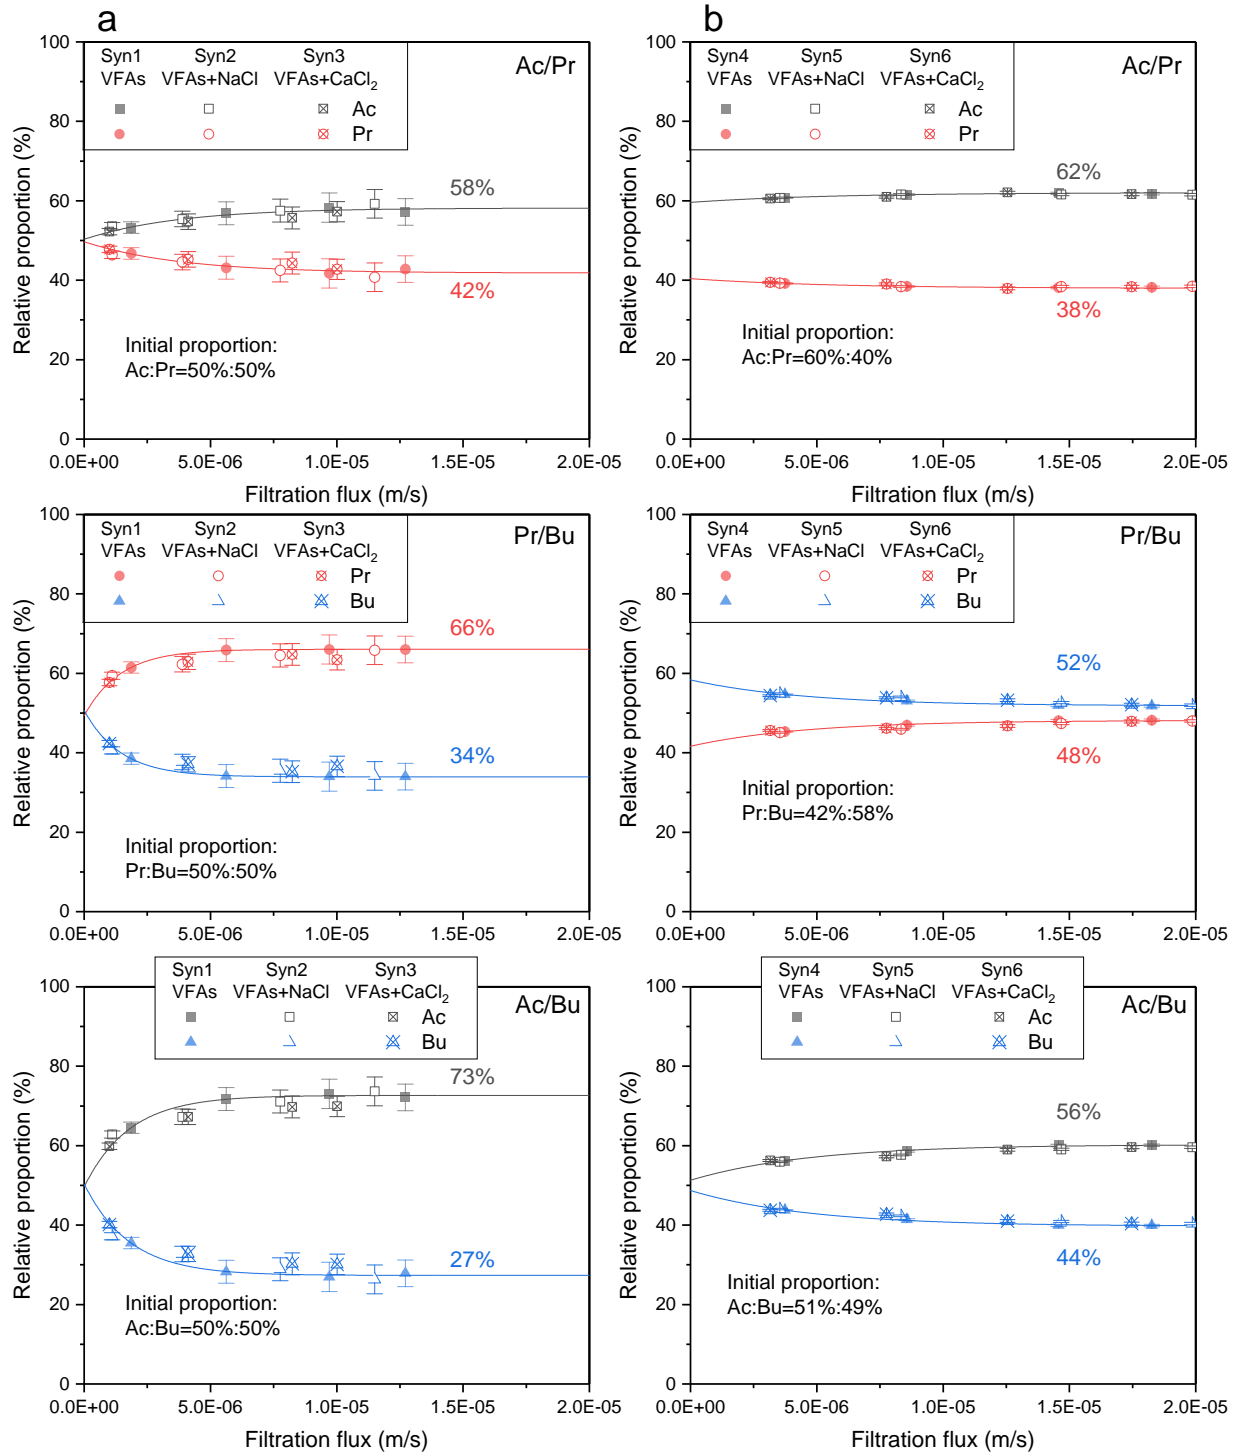 a
Syn1 Syn2 Syn3
VFAs VFAs+NaCl VFAs+CaCl₂
Ac
Pr
Ac/Pr
58%
42%
Initial proportion:
Ac:Pr=50%:50%
Relative proportion (%)
100
80
60
40
20
0
0.0E+00 5.0E-06 1.0E-05 1.5E-05 2.0E-05
Filtration flux (m/s)
b
Syn4 Syn5 Syn6
VFAs VFAs+NaCl VFAs+CaCl₂
Ac
Pr
Ac/Pr
62%
38%
Initial proportion:
Ac:Pr=60%:40%
Relative proportion (%)
100
80
60
40
20
0
0.0E+00 5.0E-06 1.0E-05 1.5E-05 2.0E-05
Filtration flux (m/s)
Syn1 Syn2 Syn3
VFAs VFAs+NaCl VFAs+CaCl₂
Pr
Bu
Pr/Bu
66%
34%
Initial proportion:
Pr:Bu=50%:50%
Relative proportion (%)
100
80
60
40
20
0
0.0E+00 5.0E-06 1.0E-05 1.5E-05 2.0E-05
Syn4 Syn5 Syn6
VFAs VFAs+NaCl VFAs+CaCl₂
Pr
Bu
Pr/Bu
52%
48%
Initial proportion:
Pr:Bu=42%:58%
Relative proportion (%)
100
80
60
40
20
0
0.0E+00 5.0E-06 1.0E-05 1.5E-05 2.0E-05
Syn1 Syn2 Syn3
VFAs VFAs+NaCl VFAs+CaCl₂
Ac
Bu
Ac/Bu
73%
27%
Initial proportion:
Ac:Bu=50%:50%
Relative proportion (%)
100
80
60
40
20
0
0.0E+00 5.0E-06 1.0E-05 1.5E-05 2.0E-05
Filtration flux (m/s)
Syn4 Syn5 Syn6
VFAs VFAs+NaCl VFAs+CaCl₂
Ac
Bu
Ac/Bu
56%
44%
Initial proportion:
Ac:Bu=51%:49%
Relative proportion (%)
100
80
60
40
20
0
0.0E+00 5.0E-06 1.0E-05 1.5E-05 2.0E-05
Filtration flux (m/s)